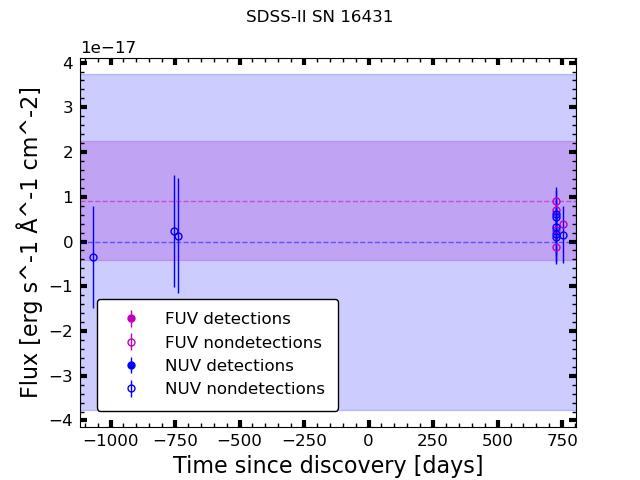 SDSS-II SN 16431
1e−17
4
3
2
1
0
−1
−2
−3
−4
Flux [erg s^-1 Å^-1 cm^-2]
FUV detections
FUV nondetections
NUV detections
NUV nondetections
−1000 −750 −500 −250 0 250 500 750
Time since discovery [days]